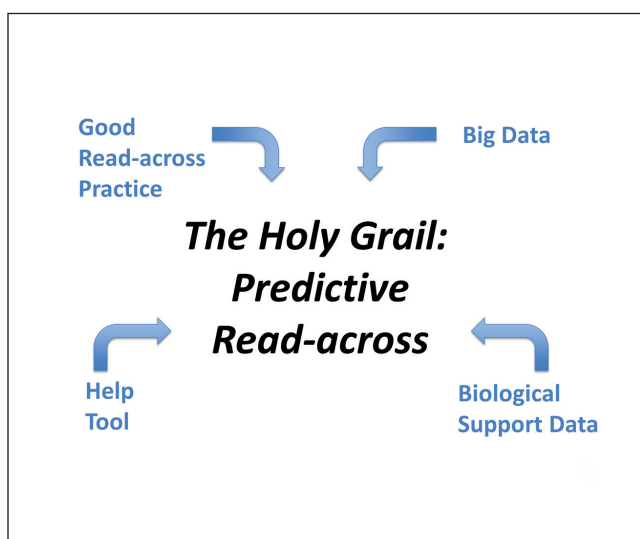 Good
Read-across
Practice
Big Data
The Holy Grail:
Predictive
Read-across
Help
Tool
Biological
Support Data